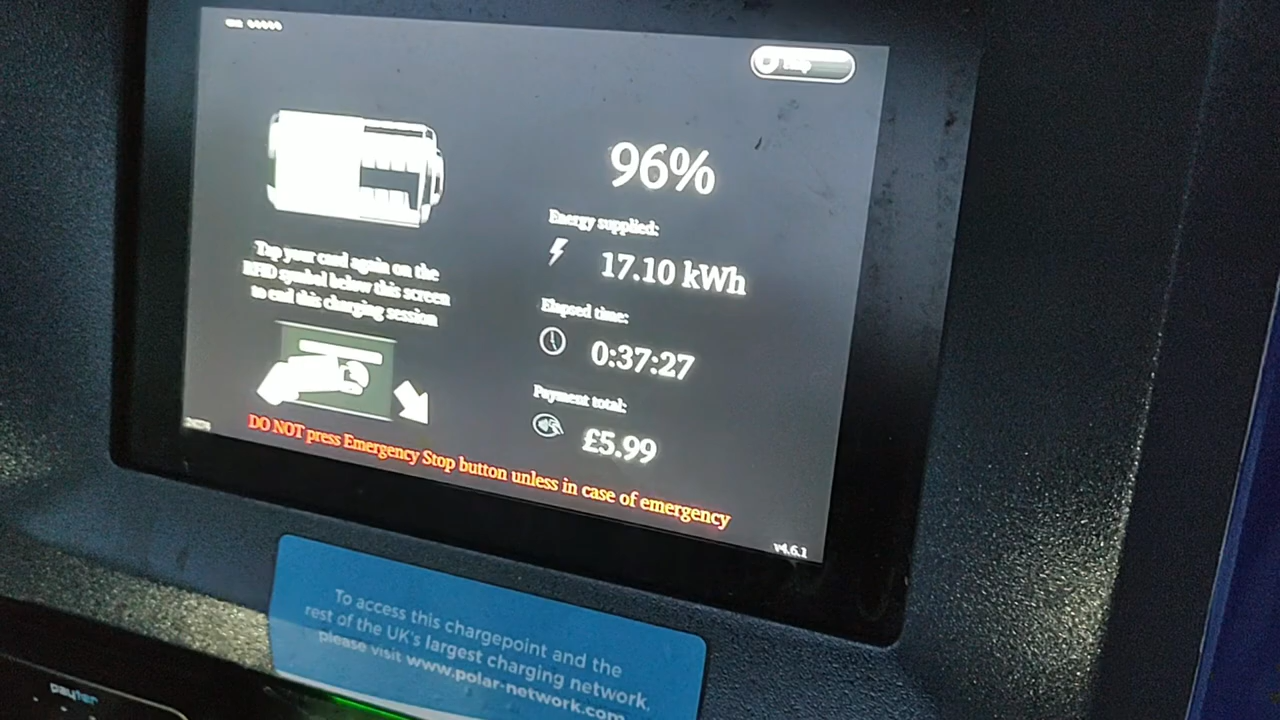 Help
96%
Energy supplied:
17.10 kWh
Elapsed time:
0:37:27
Payment total:
£5.99
Tap your card again on the
RFID symbol below this screen
to end this charging session
DO NOT press Emergency Stop button unless in case of emergency
v4.6.1
To access this chargepoint and the
rest of the UK's largest charging network,
please visit www.polar-network.com
payter